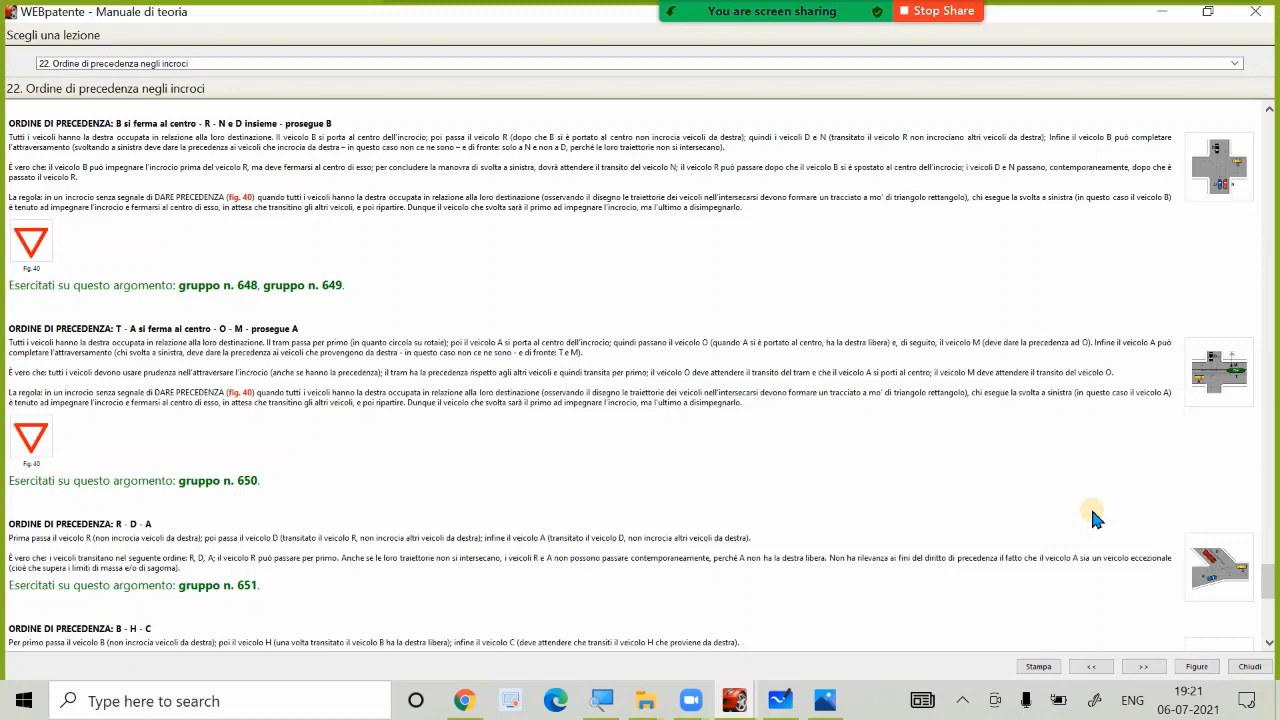 WEBpatente - Manuale di teoria
You are screen sharing
Stop Share
Scegli una lezione
22. Ordine di precedenza negli incroci
22. Ordine di precedenza negli incroci
ORDINE DI PRECEDENZA: B si ferma al centro - R - N e D insieme - prosegue B
Tutti i veicoli hanno la destra occupata in relazione alla loro destinazione. Il veicolo B si porta al centro dell'incrocio; poi passa il veicolo R (dopo che B si è portato al centro non incrocia veicoli da destra); quindi i veicoli D e N (transitato il veicolo R non incrociano altri veicoli da destra); Infine il veicolo B può completare
l'attraversamento (svoltando a sinistra deve dare la precedenza ai veicoli che incrocia da destra – in questo caso non ce ne sono – e di fronte: solo a N e non a D, perché le loro traiettorie non si intersecano).
È vero che: il veicolo B può impegnare l'incrocio prima del veicolo R, ma deve fermarsi al centro di esso; per concludere la manovra di svolta a sinistra, dovrà attendere il transito del veicolo N; il veicolo R può passare dopo che il veicolo B si è spostato al centro dell'incrocio; i veicoli D e N passano, contemporaneamente, dopo che è
passato il veicolo R.
La regola: in un incrocio senza segnale di DARE PRECEDENZA (fig. 40) quando tutti i veicoli hanno la destra occupata in relazione alla loro destinazione (osservando il disegno le traiettorie dei veicoli nell'intersecarsi devono formare un tracciato a mo' di triangolo rettangolo), chi esegue la svolta a sinistra (in questo caso il veicolo B)
è tenuto ad impegnare l'incrocio e fermarsi al centro di esso, in attesa che transitino gli altri veicoli, e poi ripartire. Dunque il veicolo che svolta sarà il primo ad impegnare l'incrocio, ma l'ultimo a disimpegnarlo.
Fig. 40
Esercitati su questo argomento: gruppo n. 648, gruppo n. 649.
ORDINE DI PRECEDENZA: T - A si ferma al centro - O - M - prosegue A
Tutti i veicoli hanno la destra occupata in relazione alla loro destinazione. Il tram passa per primo (in quanto circola su rotaie); poi il veicolo A si porta al centro dell'incrocio; quindi passano il veicolo O (quando A si è portato al centro, ha la destra libera) e, di seguito, il veicolo M (deve dare la precedenza ad O). Infine il veicolo A può
completare l'attraversamento (chi svolta a sinistra, deve dare la precedenza ai veicoli che provengono da destra - in questo caso non ce ne sono - e di fronte: T e M).
È vero che: tutti i veicoli devono usare prudenza nell'attraversare l'incrocio (anche se hanno la precedenza); il tram ha la precedenza rispetto agli altri veicoli e quindi transita per primo; il veicolo O deve attendere il transito del tram e che il veicolo A si porti al centro; il veicolo M deve attendere il transito del veicolo O.
La regola: in un incrocio senza segnale di DARE PRECEDENZA (fig. 40) quando tutti i veicoli hanno la destra occupata in relazione alla loro destinazione (osservando il disegno le traiettorie dei veicoli nell'intersecarsi devono formare un tracciato a mo' di triangolo rettangolo), chi esegue la svolta a sinistra (in questo caso il veicolo A)
è tenuto ad impegnare l'incrocio e fermarsi al centro di esso, in attesa che transitino gli altri veicoli, e poi ripartire. Dunque il veicolo che svolta sarà il primo ad impegnare l'incrocio, ma l'ultimo a disimpegnarlo.
Fig. 40
Esercitati su questo argomento: gruppo n. 650.
ORDINE DI PRECEDENZA: R - D - A
Prima passa il veicolo R (non incrocia veicoli da destra); poi passa il veicolo D (transitato il veicolo R, non incrocia altri veicoli da destra); infine il veicolo A (transitato il veicolo D, non incrocia altri veicoli da destra).
È vero che: i veicoli transitano nel seguente ordine: R, D, A; il veicolo R può passare per primo. Anche se le loro traiettorie non si intersecano, i veicoli R e A non possono passare contemporaneamente, perché A non ha la destra libera. Non ha rilevanza ai fini del diritto di precedenza il fatto che il veicolo A sia un veicolo eccezionale
(cioè che supera i limiti di massa e/o di sagoma).
Esercitati su questo argomento: gruppo n. 651.
ORDINE DI PRECEDENZA: B - H - C
Per primo passa il veicolo B (non incrocia veicoli da destra); poi il veicolo H (una volta transitato il veicolo B ha la destra libera); infine il veicolo C (deve attendere che transiti il veicolo H che proviene da destra).
Stampa
<<
>>
Figure
Chiudi
Type here to search
ENG
19:21
06-07-2021